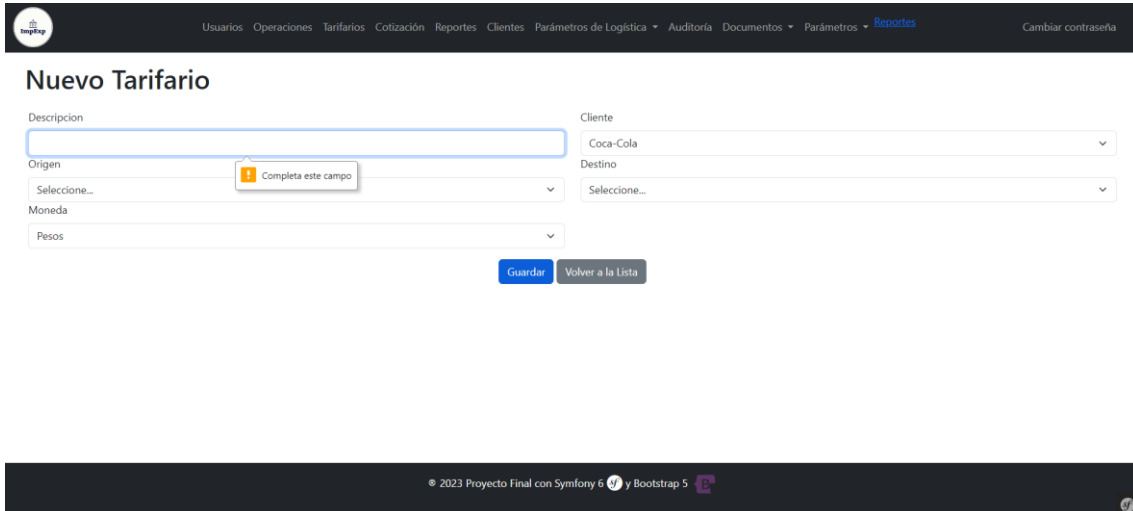 ImpExp
Usuarios Operaciones Tarifarios Cotización Reportes Clientes Parámetros de Logística Auditoría Documentos Parámetros Reportes Cambiar contraseña
Nuevo Tarifario
Descripcion Cliente
Coca-Cola
Origen Destino
Completa este campo
Seleccione... Seleccione...
Moneda
Pesos
Guardar Volver a la Lista
® 2023 Proyecto Final con Symfony 6 sf y Bootstrap 5 B
sf